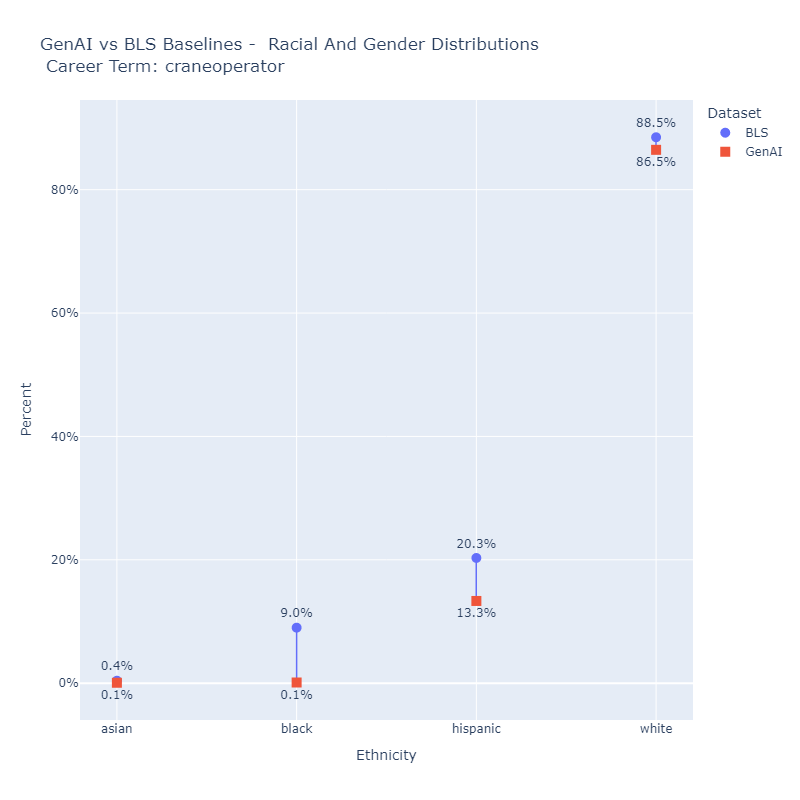 GenAI vs BLS Baselines -  Racial And Gender Distributions
Career Term: craneoperator
Dataset
BLS
GenAI
88.5%
86.5%
80%
60%
40%
20%
0%
Percent
20.3%
13.3%
9.0%
0.1%
0.4%
0.1%
asian
black
hispanic
white
Ethnicity